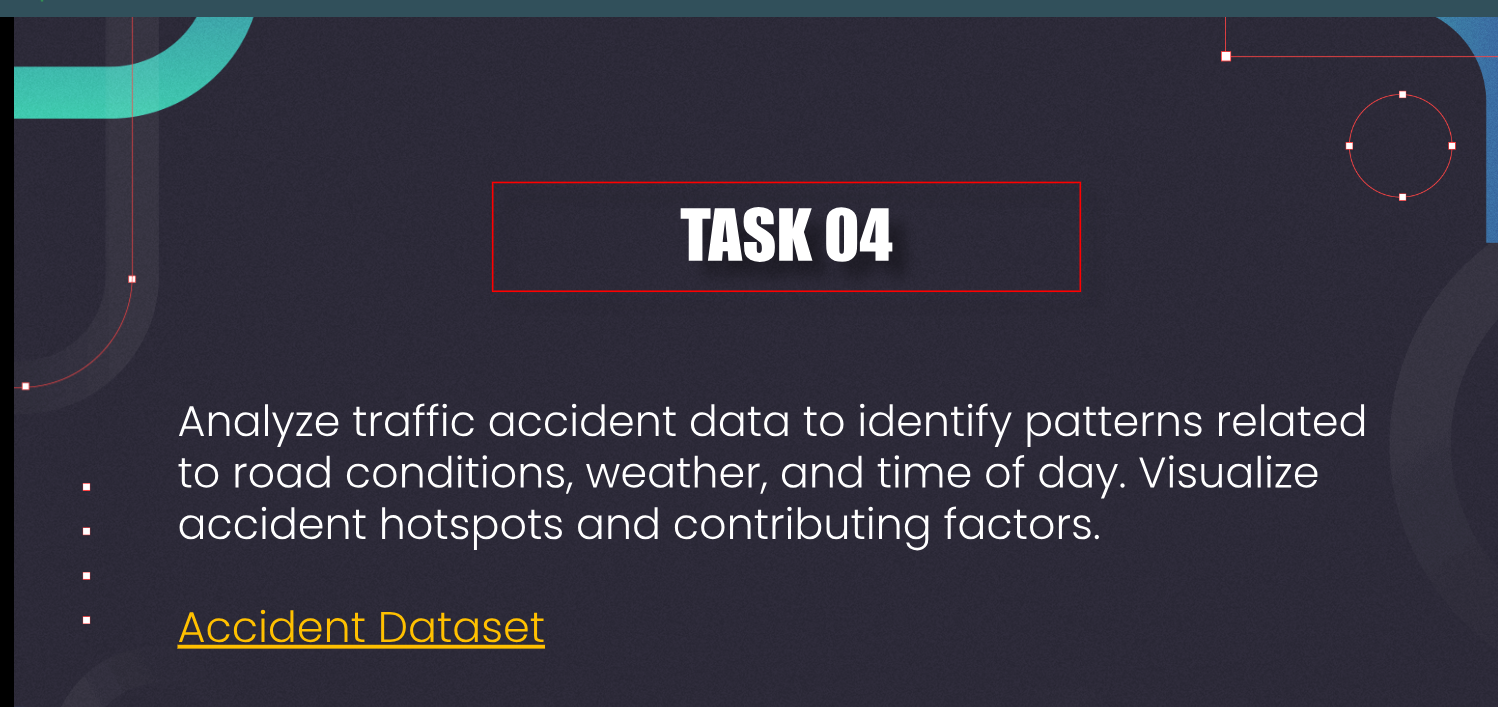 TASK 04
Analyze traffic accident data to identify patterns related
to road conditions, weather, and time of day. Visualize
accident hotspots and contributing factors.
Accident Dataset